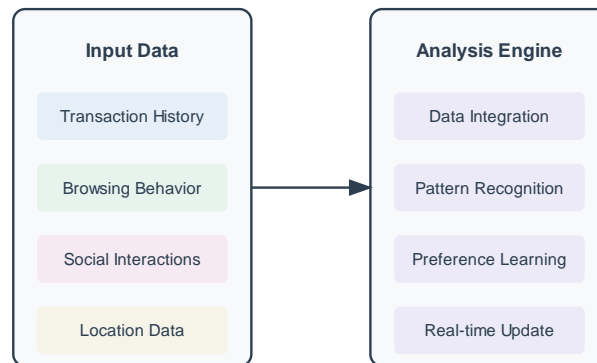 Input Data
Transaction History
Browsing Behavior
Social Interactions
Location Data
Analysis Engine
Data Integration
Pattern Recognition
Preference Learning
Real-time Update